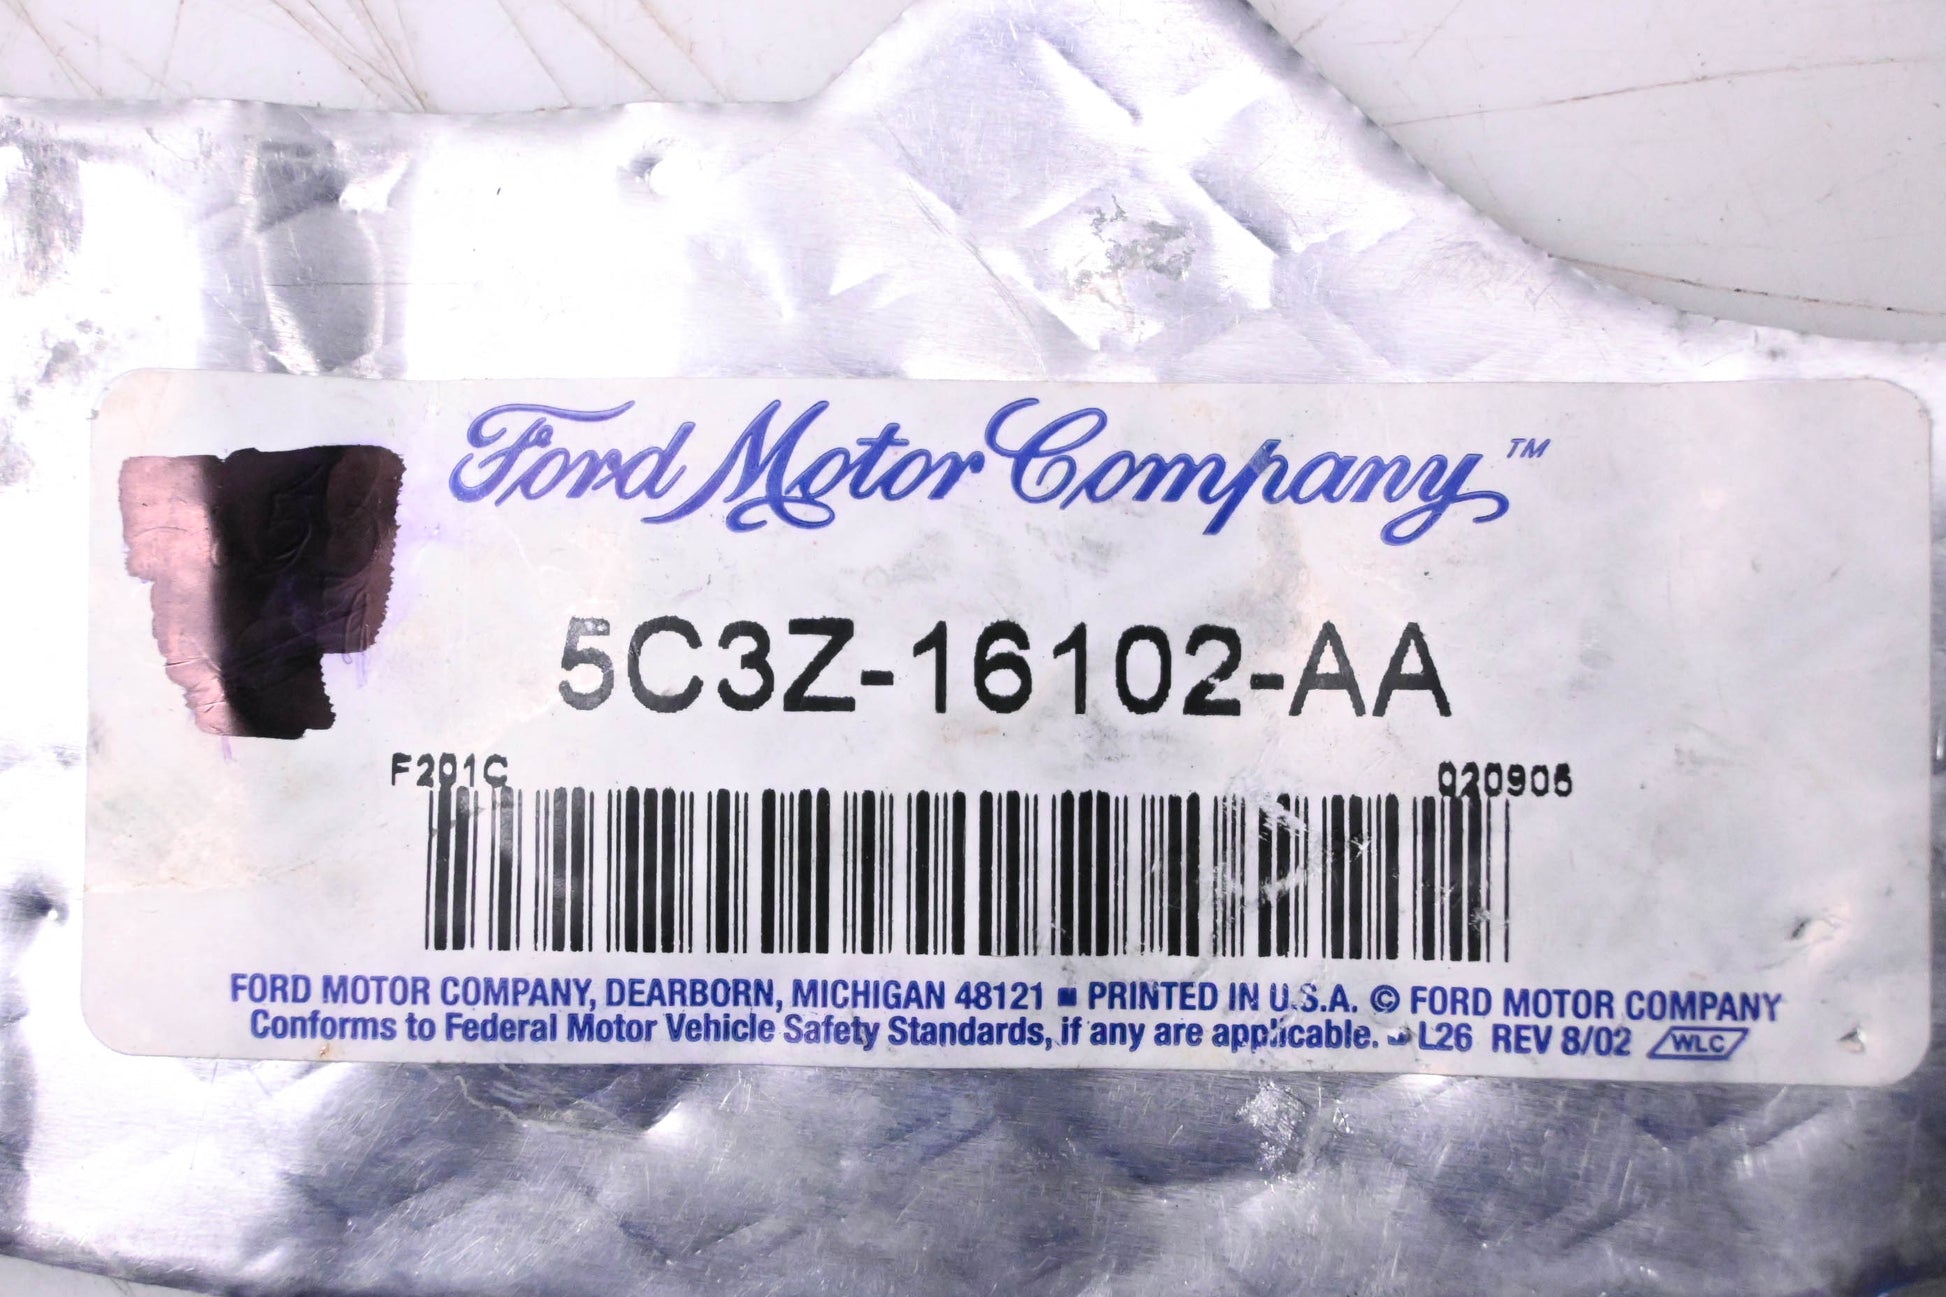 Ford Motor Company™
5C3Z-16102-AA
F201C 020905
FORD MOTOR COMPANY, DEARBORN, MICHIGAN 48121 ■ PRINTED IN U.S.A. © FORD MOTOR COMPANY
Conforms to Federal Motor Vehicle Safety Standards, if any are applicable. L26 REV 8/02 WLC